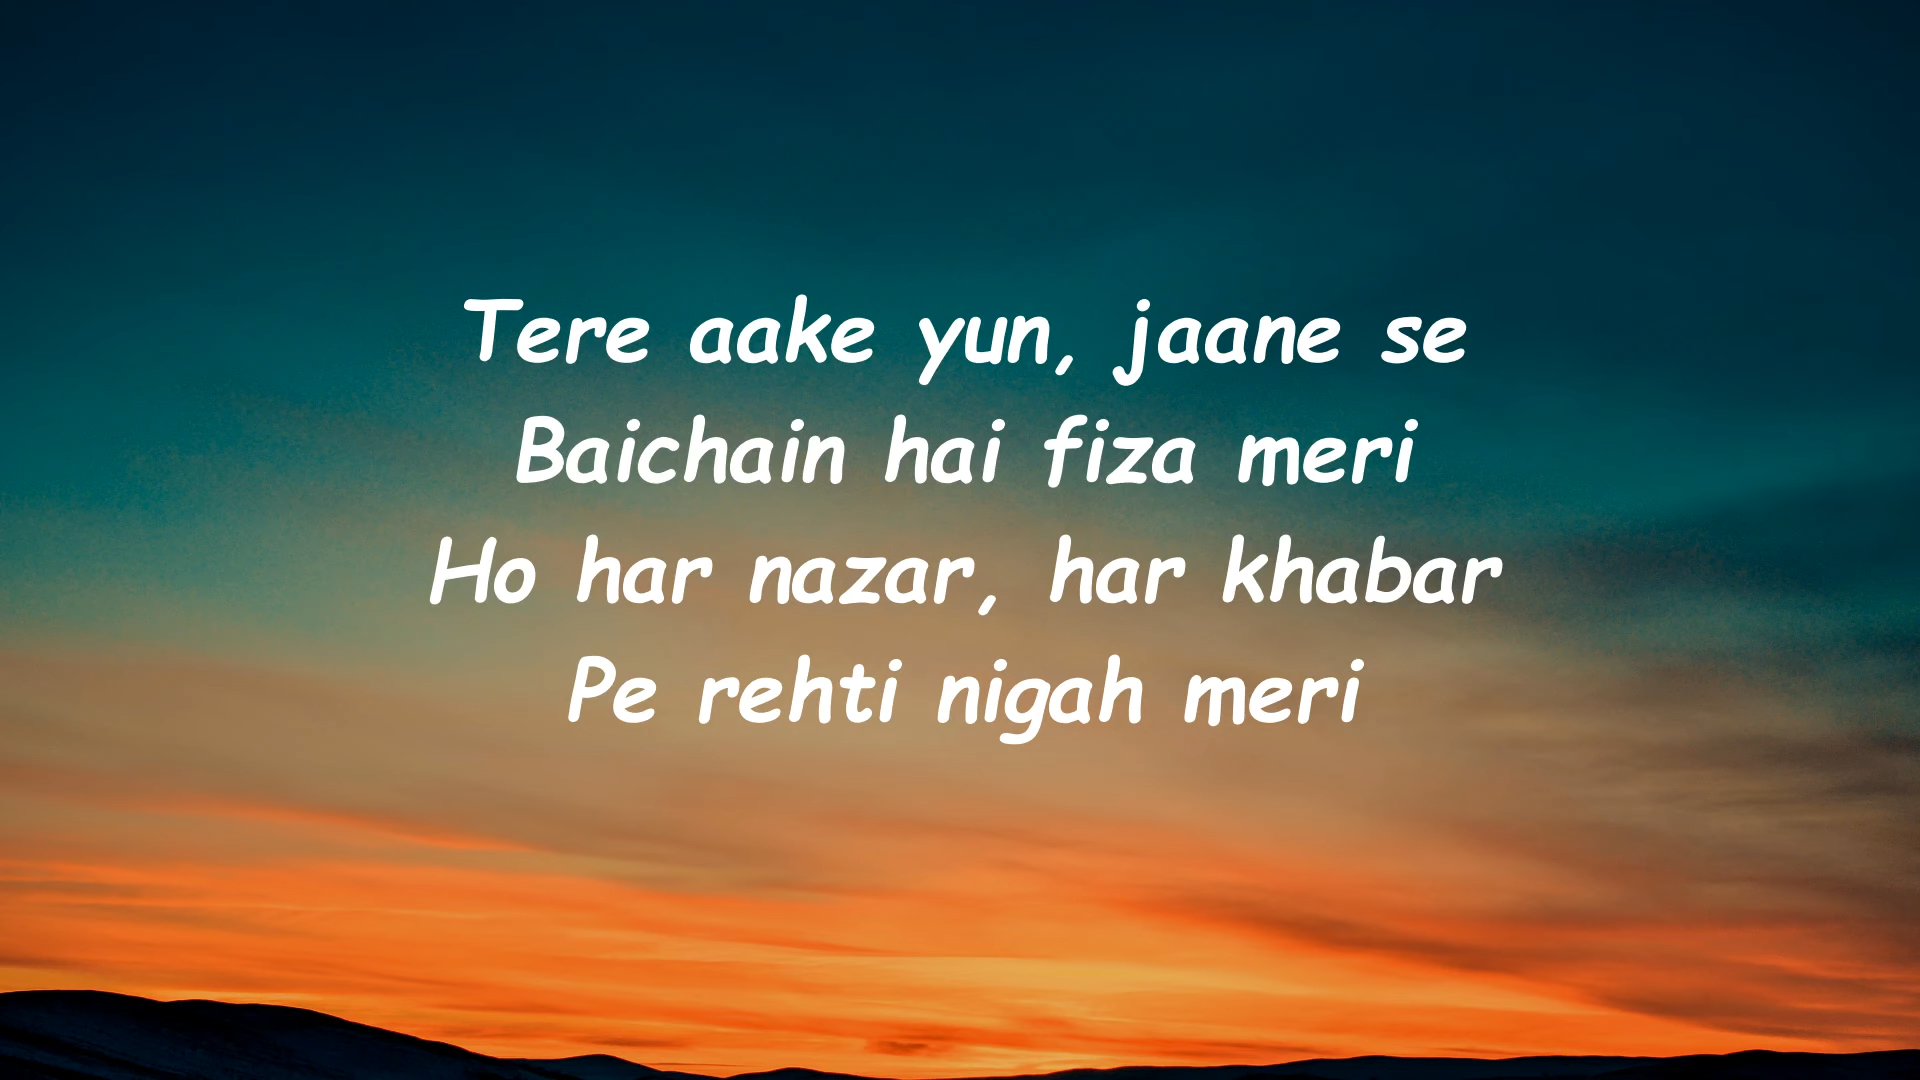 Tere aake yun, jaane se
Baichain hai fiza meri
Ho har nazar, har khabar
Pe rehti nigah meri